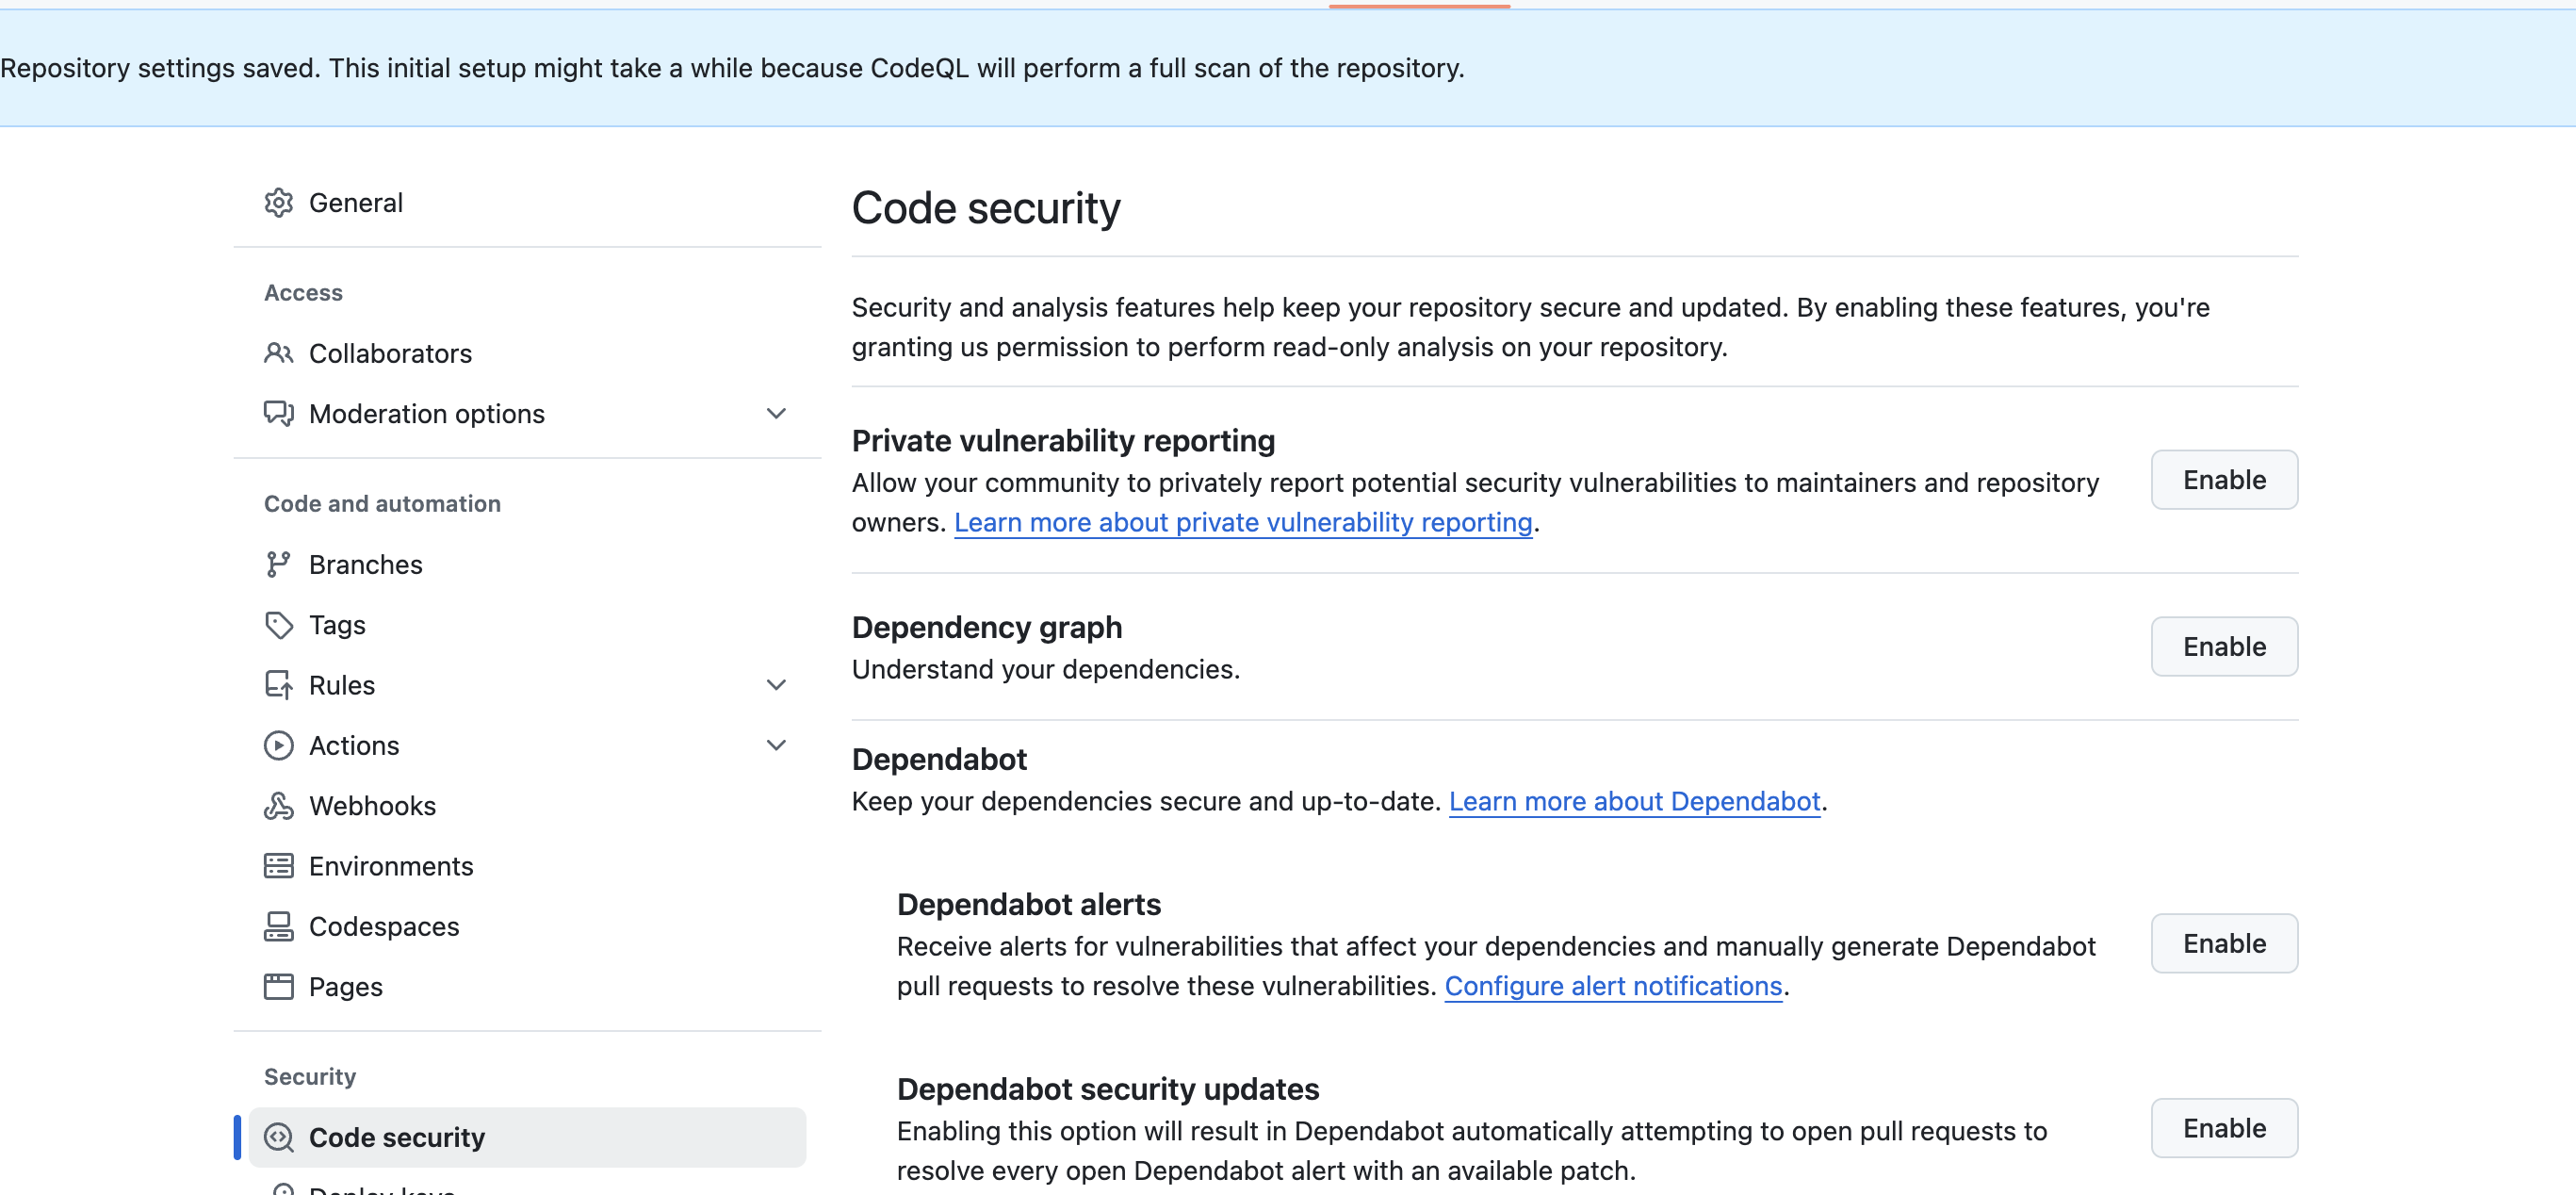 Repository settings saved. This initial setup might take a while because CodeQL will perform a full scan of the repository.
General
Access
Collaborators
Moderation options
Code and automation
Branches
Tags
Rules
Actions
Webhooks
Environments
Codespaces
Pages
Security
Code security
Deploy keys
Code security
Security and analysis features help keep your repository secure and updated. By enabling these features, you're
granting us permission to perform read-only analysis on your repository.
Private vulnerability reporting
Allow your community to privately report potential security vulnerabilities to maintainers and repository
owners. Learn more about private vulnerability reporting.
Enable
Dependency graph
Understand your dependencies.
Enable
Dependabot
Keep your dependencies secure and up-to-date. Learn more about Dependabot.
Dependabot alerts
Receive alerts for vulnerabilities that affect your dependencies and manually generate Dependabot
pull requests to resolve these vulnerabilities. Configure alert notifications.
Enable
Dependabot security updates
Enabling this option will result in Dependabot automatically attempting to open pull requests to
resolve every open Dependabot alert with an available patch.
Enable